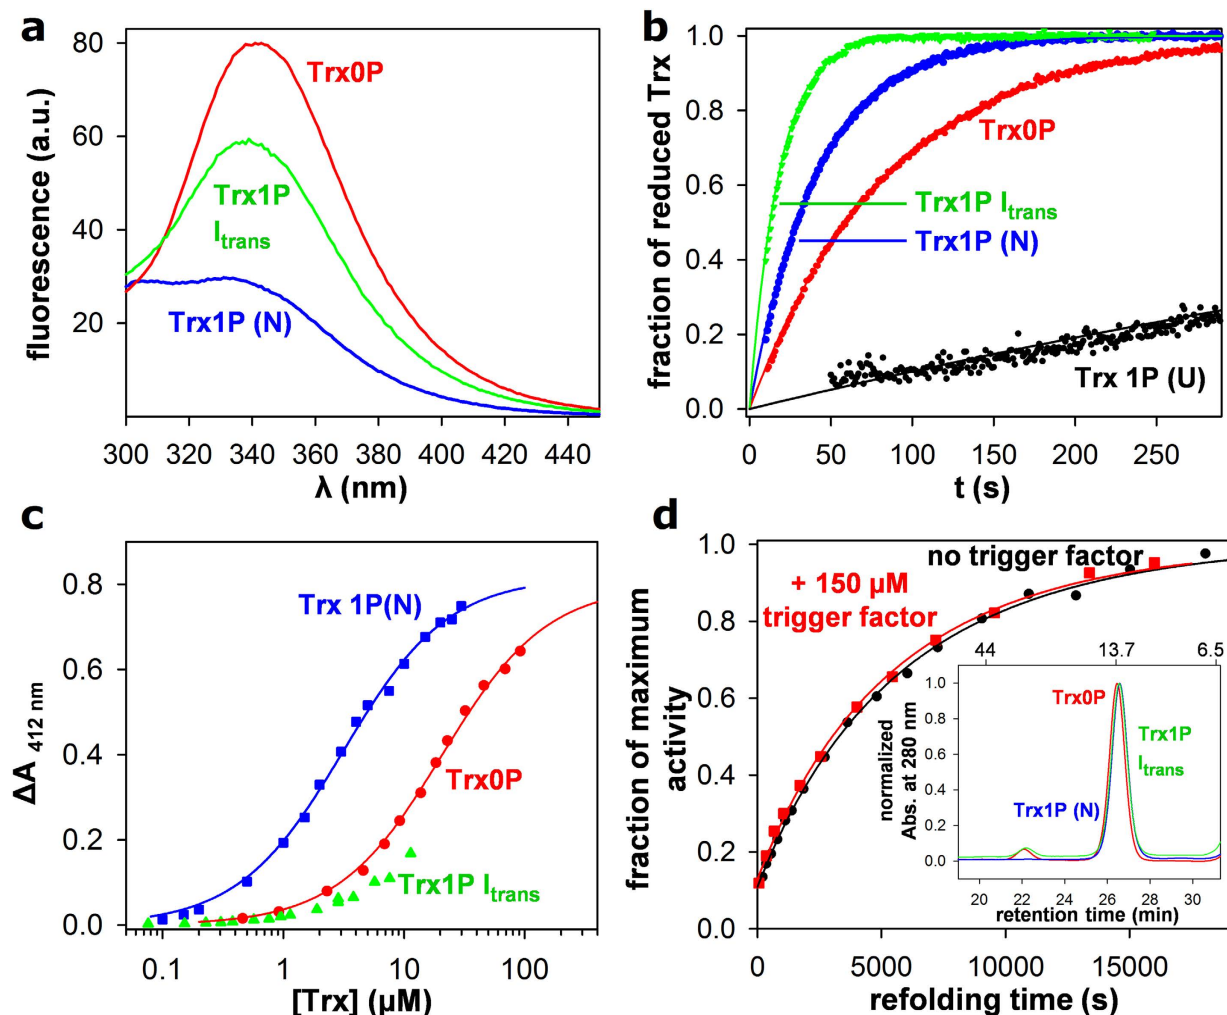 a
fluorescence (a.u.)
80
60
40
20
Trx0P
Trx1P
Itrans
Trx1P (N)
300 320 340 360 380 400 420 440
λ (nm)
b
fraction of reduced Trx
1.0
0.8
0.6
0.4
0.2
0.0
Trx0P
Trx1P Itrans
Trx1P (N)
Trx 1P (U)
0 50 100 150 200 250
t (s)
c
ΔA 412 nm
0.8
0.6
0.4
0.2
0.0
Trx 1P(N)
Trx0P
Trx1P Itrans
0.1 1 10 100
[Trx] (µM)
d
fraction of maximum
activity
1.0
0.8
0.6
0.4
0.2
0.0
no trigger factor
+ 150 µM
trigger factor
44 13.7 6.5
normalized
Abs. at 280 nm
1.0
0.8
0.6
0.4
0.2
0.0
Trx0P
Trx1P
Itrans
Trx1P (N)
20 22 24 26 28 30
retention time (min)
0 5000 10000 15000
refolding time (s)